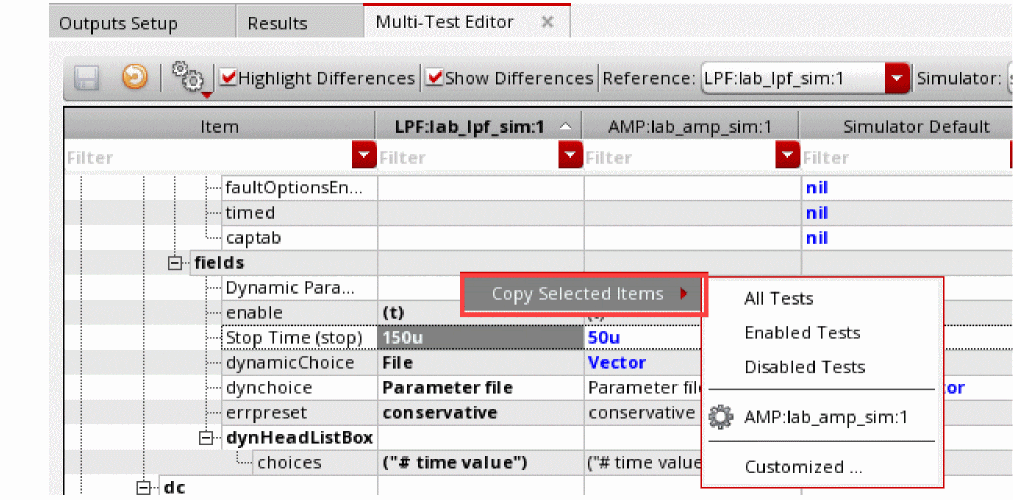 Outputs Setup Results Multi-Test Editor
Highlight Differences Show Differences Reference: LPF:lab_lpf_sim:1 Simulator:
Item LPF:lab_lpf_sim:1 AMP:lab_amp_sim:1 Simulator Default
Filter Filter Filter Filter
faultOptionsEn... nil
timed nil
captab nil
fields
Dynamic Para...
Copy Selected Items
All Tests
enable (t) (t)
Enabled Tests
Stop Time (stop) 150u 50u
dynamicChoice File Vector
Disabled Tests
dynchoice Parameter file Parameter file or
errpreset conservative conservative
AMP:lab_amp_sim:1
dynHeadListBox
choices ("# time value") ("# time value
Customized ...
dc